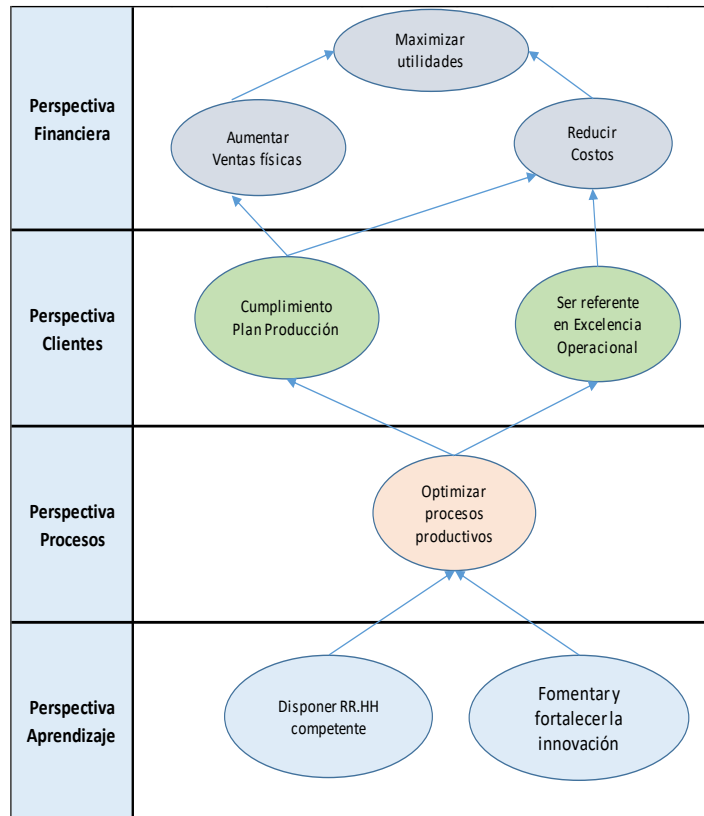 Maximizar
utilidades
Perspectiva
Financiera
Aumentar
Ventas físicas
Reducir
Costos
Perspectiva
Clientes
Cumplimiento
Plan Producción
Ser referente
en Excelencia
Operacional
Perspectiva
Procesos
Optimizar
procesos
productivos
Perspectiva
Aprendizaje
Disponer RR.HH
competente
Fomentar y
fortalecer la
innovación